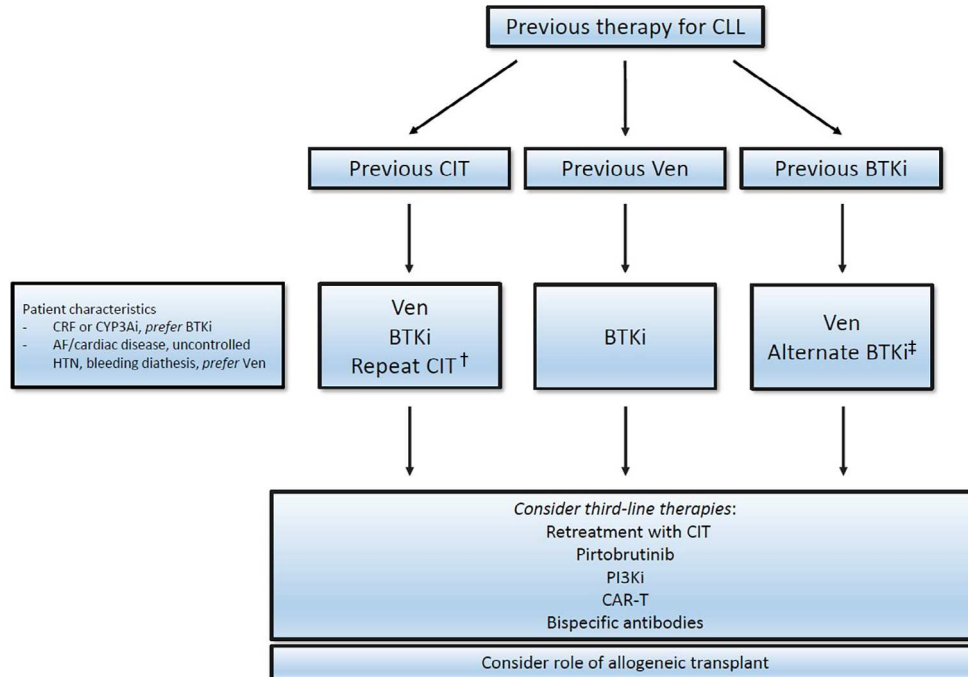 Previous therapy for CLL
Previous CIT
Previous Ven
Previous BTKi
Patient characteristics
- CRF or CYP3Ai, prefer BTKi
- AF/cardiac disease, uncontrolled
HTN, bleeding diathesis, prefer Ven
Ven
BTKi
Repeat CIT†
BTKi
Ven
Alternate BTKi‡
Consider third-line therapies:
Retreatment with CIT
Pirtobrutinib
PI3Ki
CAR-T
Bispecific antibodies
Consider role of allogeneic transplant